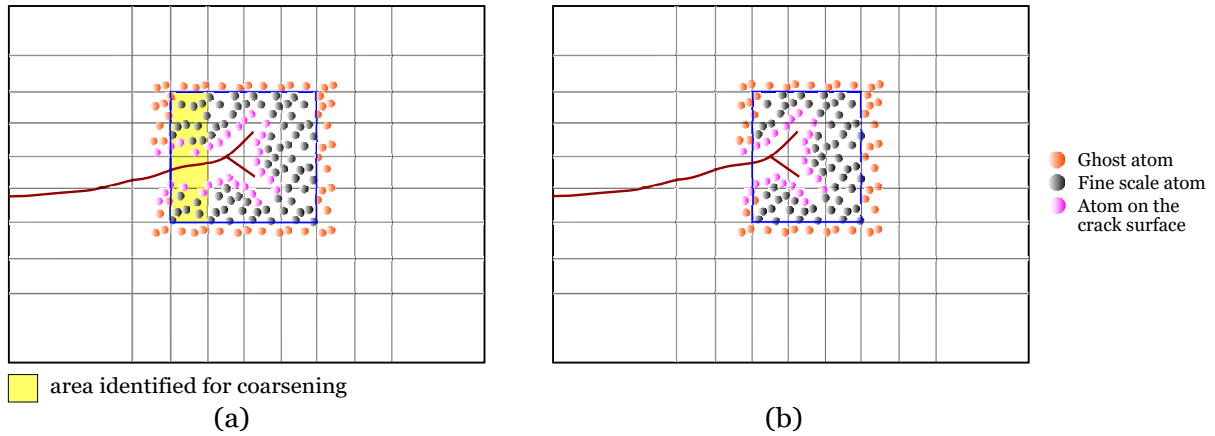 Ghost atom
Fine scale atom
Atom on the
crack surface
area identified for coarsening
(a)
(b)